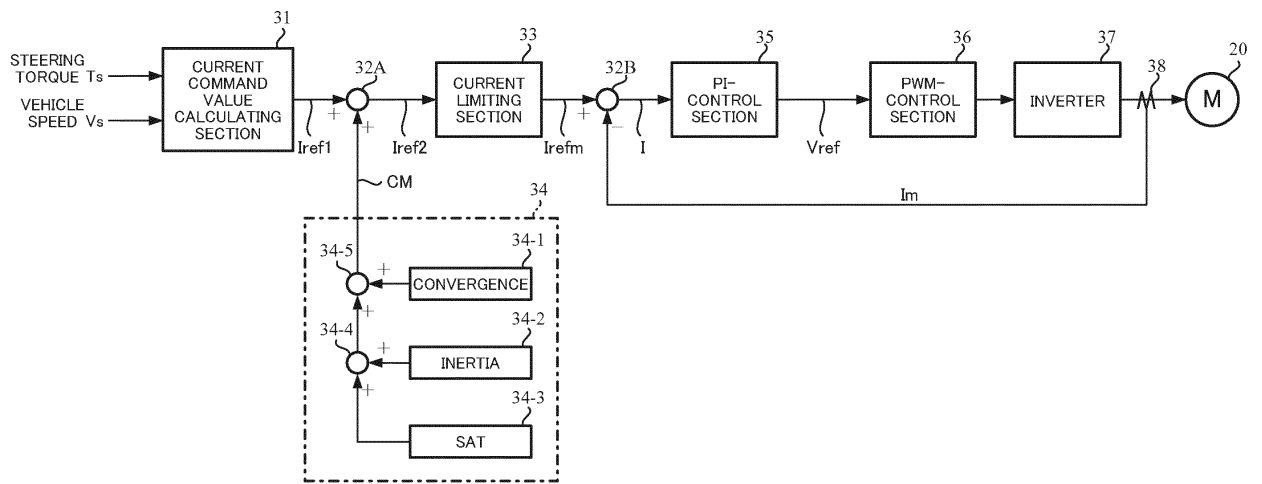 31
33
35
36
37
38
20
STEERING
TORQUE Ts
VEHICLE
SPEED Vs
CURRENT
COMMAND
VALUE
CALCULATING
SECTION
32A
CURRENT
LIMITING
SECTION
32B
PI-
CONTROL
SECTION
PWM-
CONTROL
SECTION
INVERTER
M
+
+
+
−
Iref1
Iref2
Irefm
I
Vref
CM
Im
34
34-1
34-5
+
CONVERGENCE
+
34-2
34-4
+
INERTIA
+
34-3
SAT